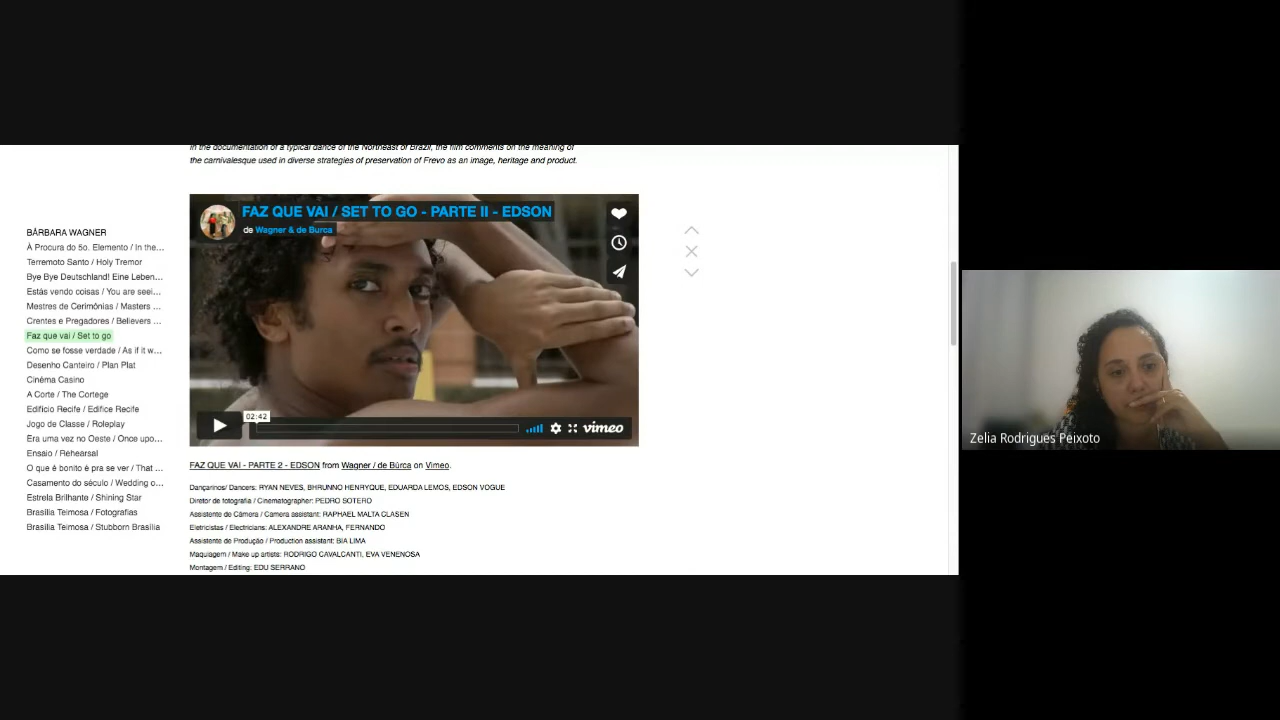 in the documentation of a typical dance of the Northeast of Brazil, the film comments on the meaning of
the carnivalesque used in diverse strategies of preservation of Frevo as an image, heritage and product.
BÁRBARA WAGNER
À Procura do 5o. Elemento / In the...
Terremoto Santo / Holy Tremor
Bye Bye Deutschland! Eine Leben...
Estás vendo coisas / You are seei...
Mestres de Cerimônias / Masters ...
Crentes e Pregadores / Believers ...
Faz que vai / Set to go
Como se fosse verdade / As if it w...
Desenho Canteiro / Plan Plat
Cinéma Casino
A Corte / The Cortege
Edifício Recife / Edifice Recife
Jogo de Classe / Roleplay
Era uma vez no Oeste / Once upo...
Ensaio / Rehearsal
O que é bonito é pra se ver / That ...
Casamento do século / Wedding o...
Estrela Brilhante / Shining Star
Brasília Teimosa / Fotografias
Brasília Teimosa / Stubborn Brasília
FAZ QUE VAI / SET TO GO - PARTE II - EDSON
de Wagner & de Burca
02:42
vimeo
FAZ QUE VAI - PARTE 2 - EDSON from Wagner / de Búrca on Vimeo.
Dançarinos/ Dancers: RYAN NEVES, BHRUNNO HENRYQUE, EDUARDA LEMOS, EDSON VOGUE
Diretor de fotografia / Cinematographer: PEDRO SOTERO
Assistente de Câmera / Camera assistant: RAPHAEL MALTA CLASEN
Eletricistas / Electricians: ALEXANDRE ARANHA, FERNANDO
Assistente de Produção / Production assistant: BIA LIMA
Maquiagem / Make up artists: RODRIGO CAVALCANTI, EVA VENENOSA
Montagem / Editing: EDU SERRANO
Zelia Rodrigues Peixoto